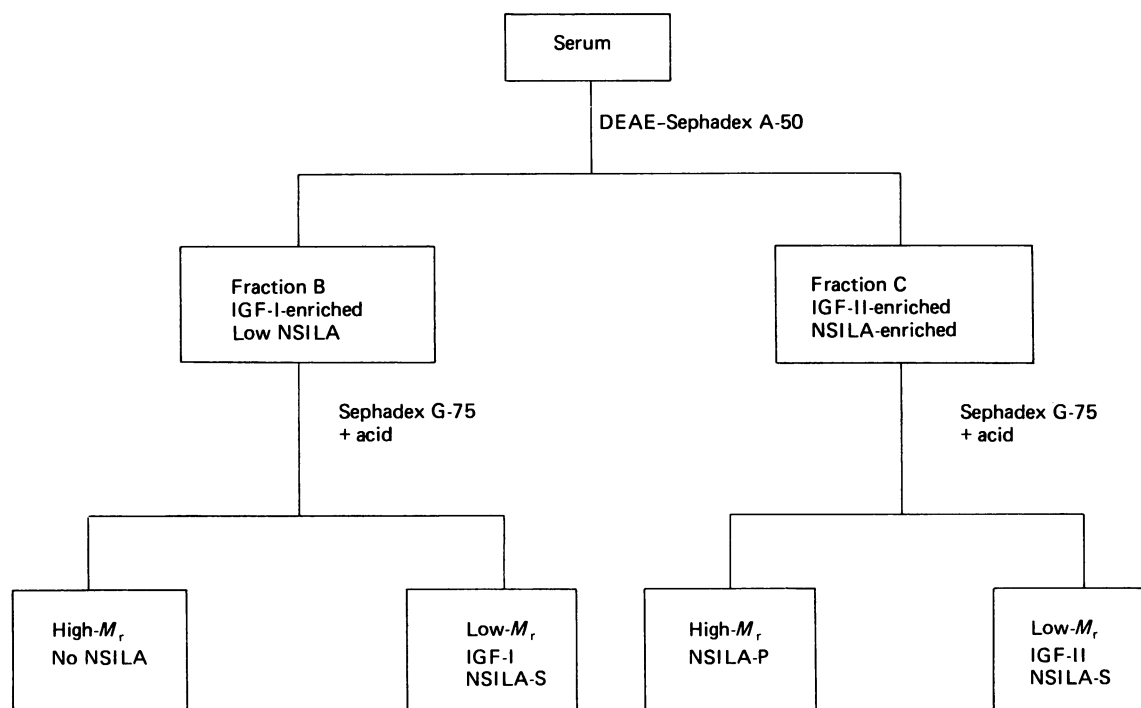 Serum
DEAE-Sephadex A-50
Fraction B
IGF-I-enriched
Low NSILA
Fraction C
IGF-II-enriched
NSILA-enriched
Sephadex G-75
+ acid
Sephadex G-75
+ acid
High-Mr
No NSILA
Low-Mr
IGF-I
NSILA-S
High-Mr
NSILA-P
Low-Mr
IGF-II
NSILA-S